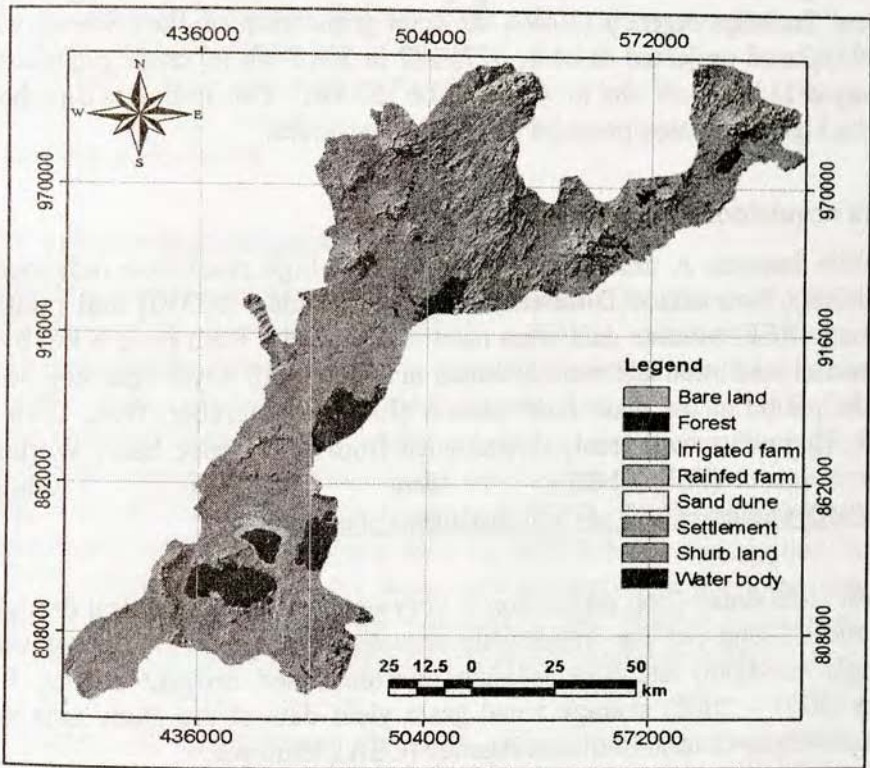 436000 504000 572000
N
W E
S
970000 970000
916000 916000
Legend
Bare land
Forest
Irrigated farm
Rainfed farm
Sand dune
Settlement
Shurb land
Water body
862000 862000
808000 808000
25 12.5 0 25 50
km
436000 504000 572000